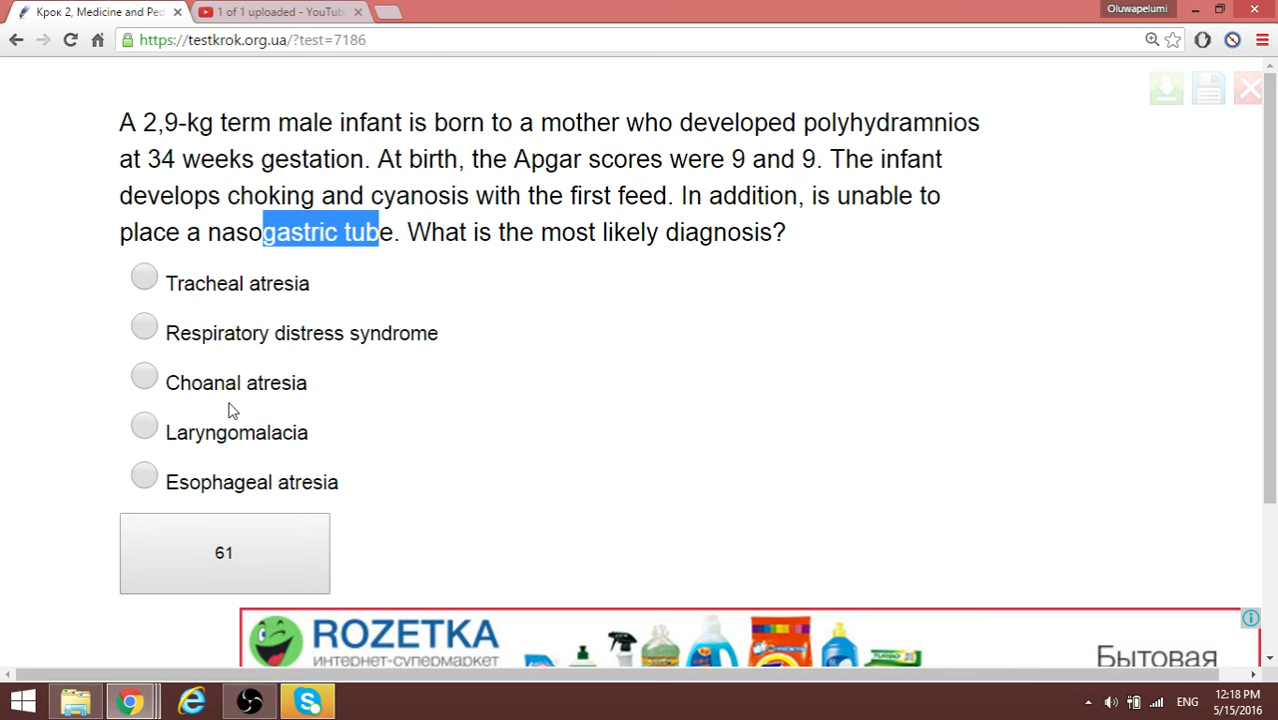 Крок 2, Medicine and Pec
1 of 1 uploaded - YouTub
Oluwapelumi
https://testkrok.org.ua/?test=7186
A 2,9-kg term male infant is born to a mother who developed polyhydramnios
at 34 weeks gestation. At birth, the Apgar scores were 9 and 9. The infant
develops choking and cyanosis with the first feed. In addition, is unable to
place a nasogastric tube. What is the most likely diagnosis?
Tracheal atresia
Respiratory distress syndrome
Choanal atresia
Laryngomalacia
Esophageal atresia
61
ROZETKA
интернет-супермаркет
Бытовая
ENG
12:18 PM
5/15/2016